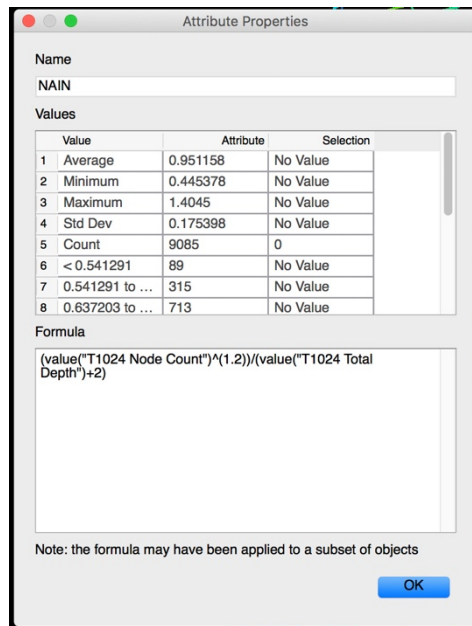 Attribute Properties
Name
NAIN
Values
Value Attribute Selection
1 Average 0.951158 No Value
2 Minimum 0.445378 No Value
3 Maximum 1.4045 No Value
4 Std Dev 0.175398 No Value
5 Count 9085 0
6 < 0.541291 89 No Value
7 0.541291 to ... 315 No Value
8 0.637203 to ... 713 No Value
Formula
(value("T1024 Node Count")^(1.2))/(value("T1024 Total
Depth")+2)
Note: the formula may have been applied to a subset of objects
OK